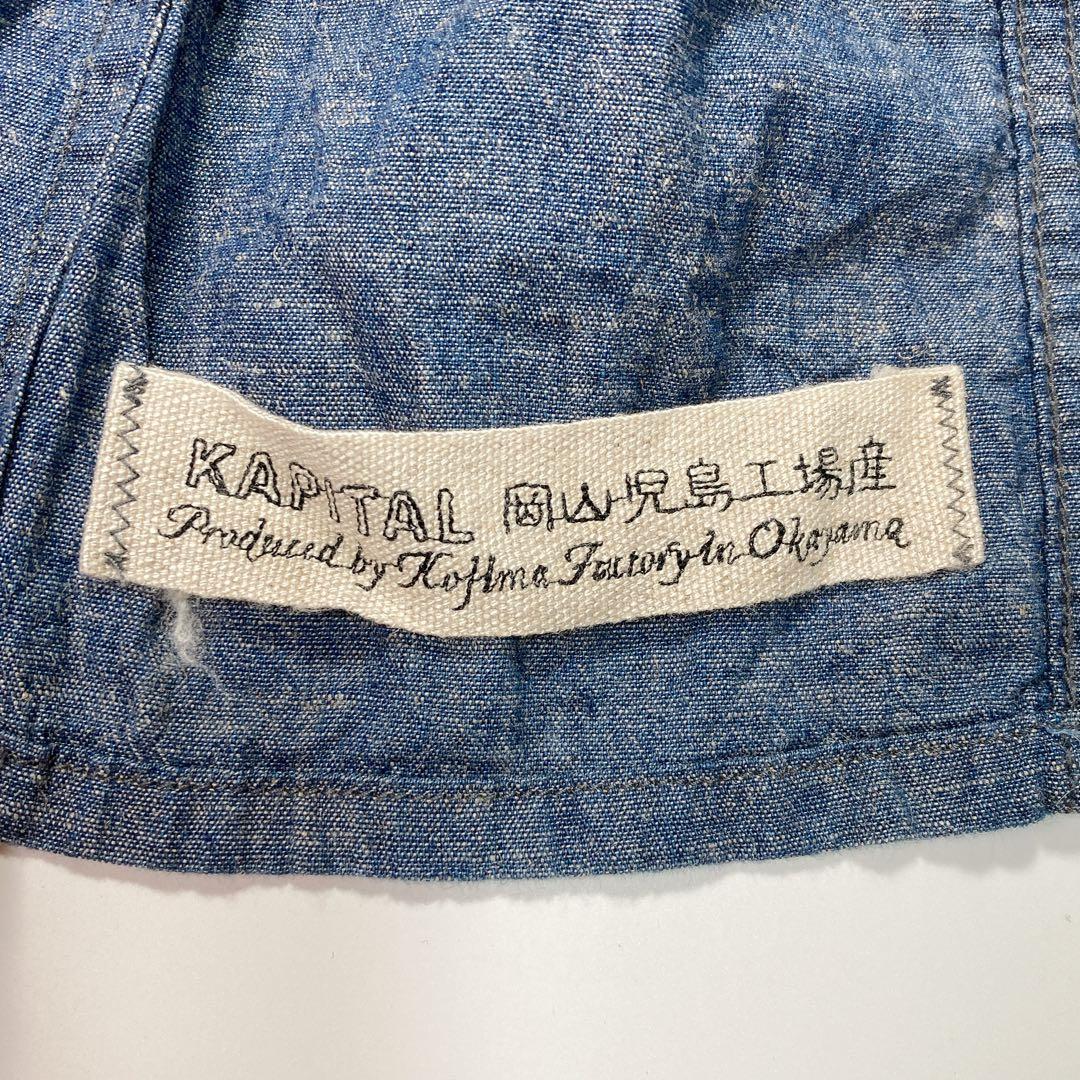 KAPITAL 岡山児島工場産
Produced by Kojima Factory in Okayama